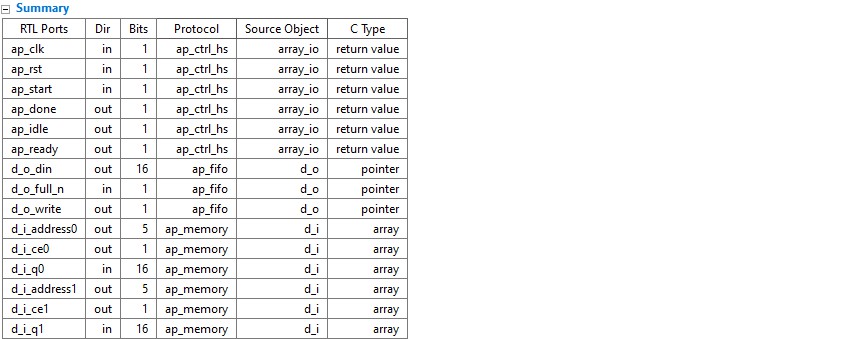 Summary
RTL Ports Dir Bits Protocol Source Object C Type
ap_clk in 1 ap_ctrl_hs array_io return value
ap_rst in 1 ap_ctrl_hs array_io return value
ap_start in 1 ap_ctrl_hs array_io return value
ap_done out 1 ap_ctrl_hs array_io return value
ap_idle out 1 ap_ctrl_hs array_io return value
ap_ready out 1 ap_ctrl_hs array_io return value
d_o_din out 16 ap_fifo d_o pointer
d_o_full_n in 1 ap_fifo d_o pointer
d_o_write out 1 ap_fifo d_o pointer
d_i_address0 out 5 ap_memory d_i array
d_i_ce0 out 1 ap_memory d_i array
d_i_q0 in 16 ap_memory d_i array
d_i_address1 out 5 ap_memory d_i array
d_i_ce1 out 1 ap_memory d_i array
d_i_q1 in 16 ap_memory d_i array